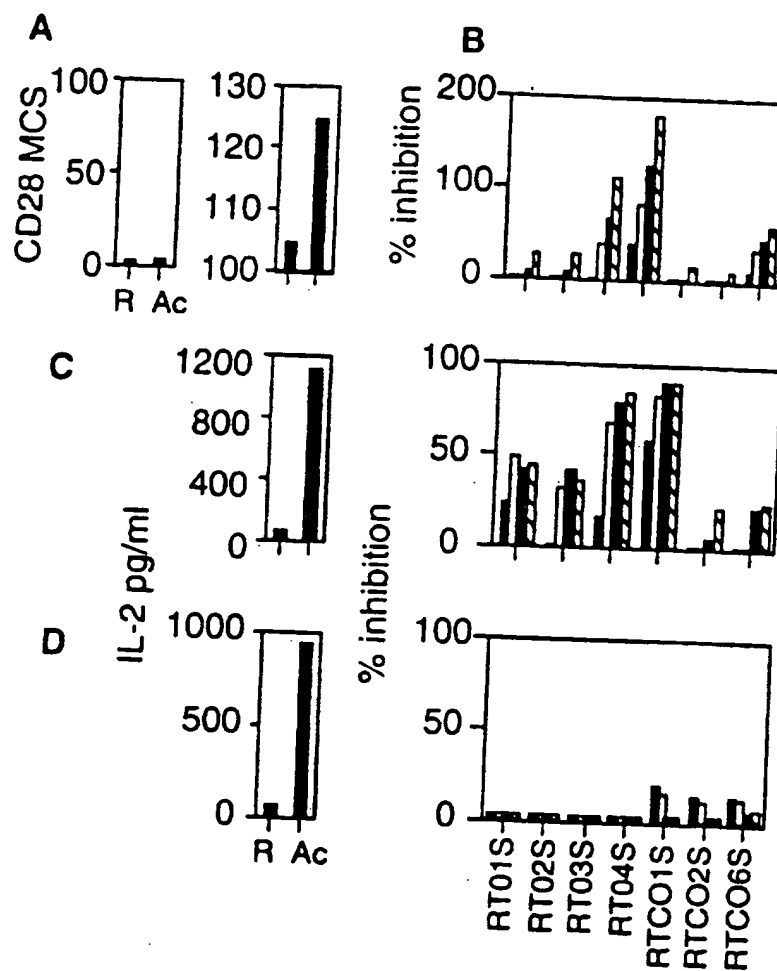 A
B
CD28 MCS
100
50
0
R Ac
130
120
110
100
% inhibition
200
100
0
C
IL-2 pg/ml
1200
800
400
0
% inhibition
100
50
0
D
1000
500
0
R Ac
100
50
0
RT01S
RT02S
RT03S
RT04S
RTCO1S
RTCO2S
RTCO6S